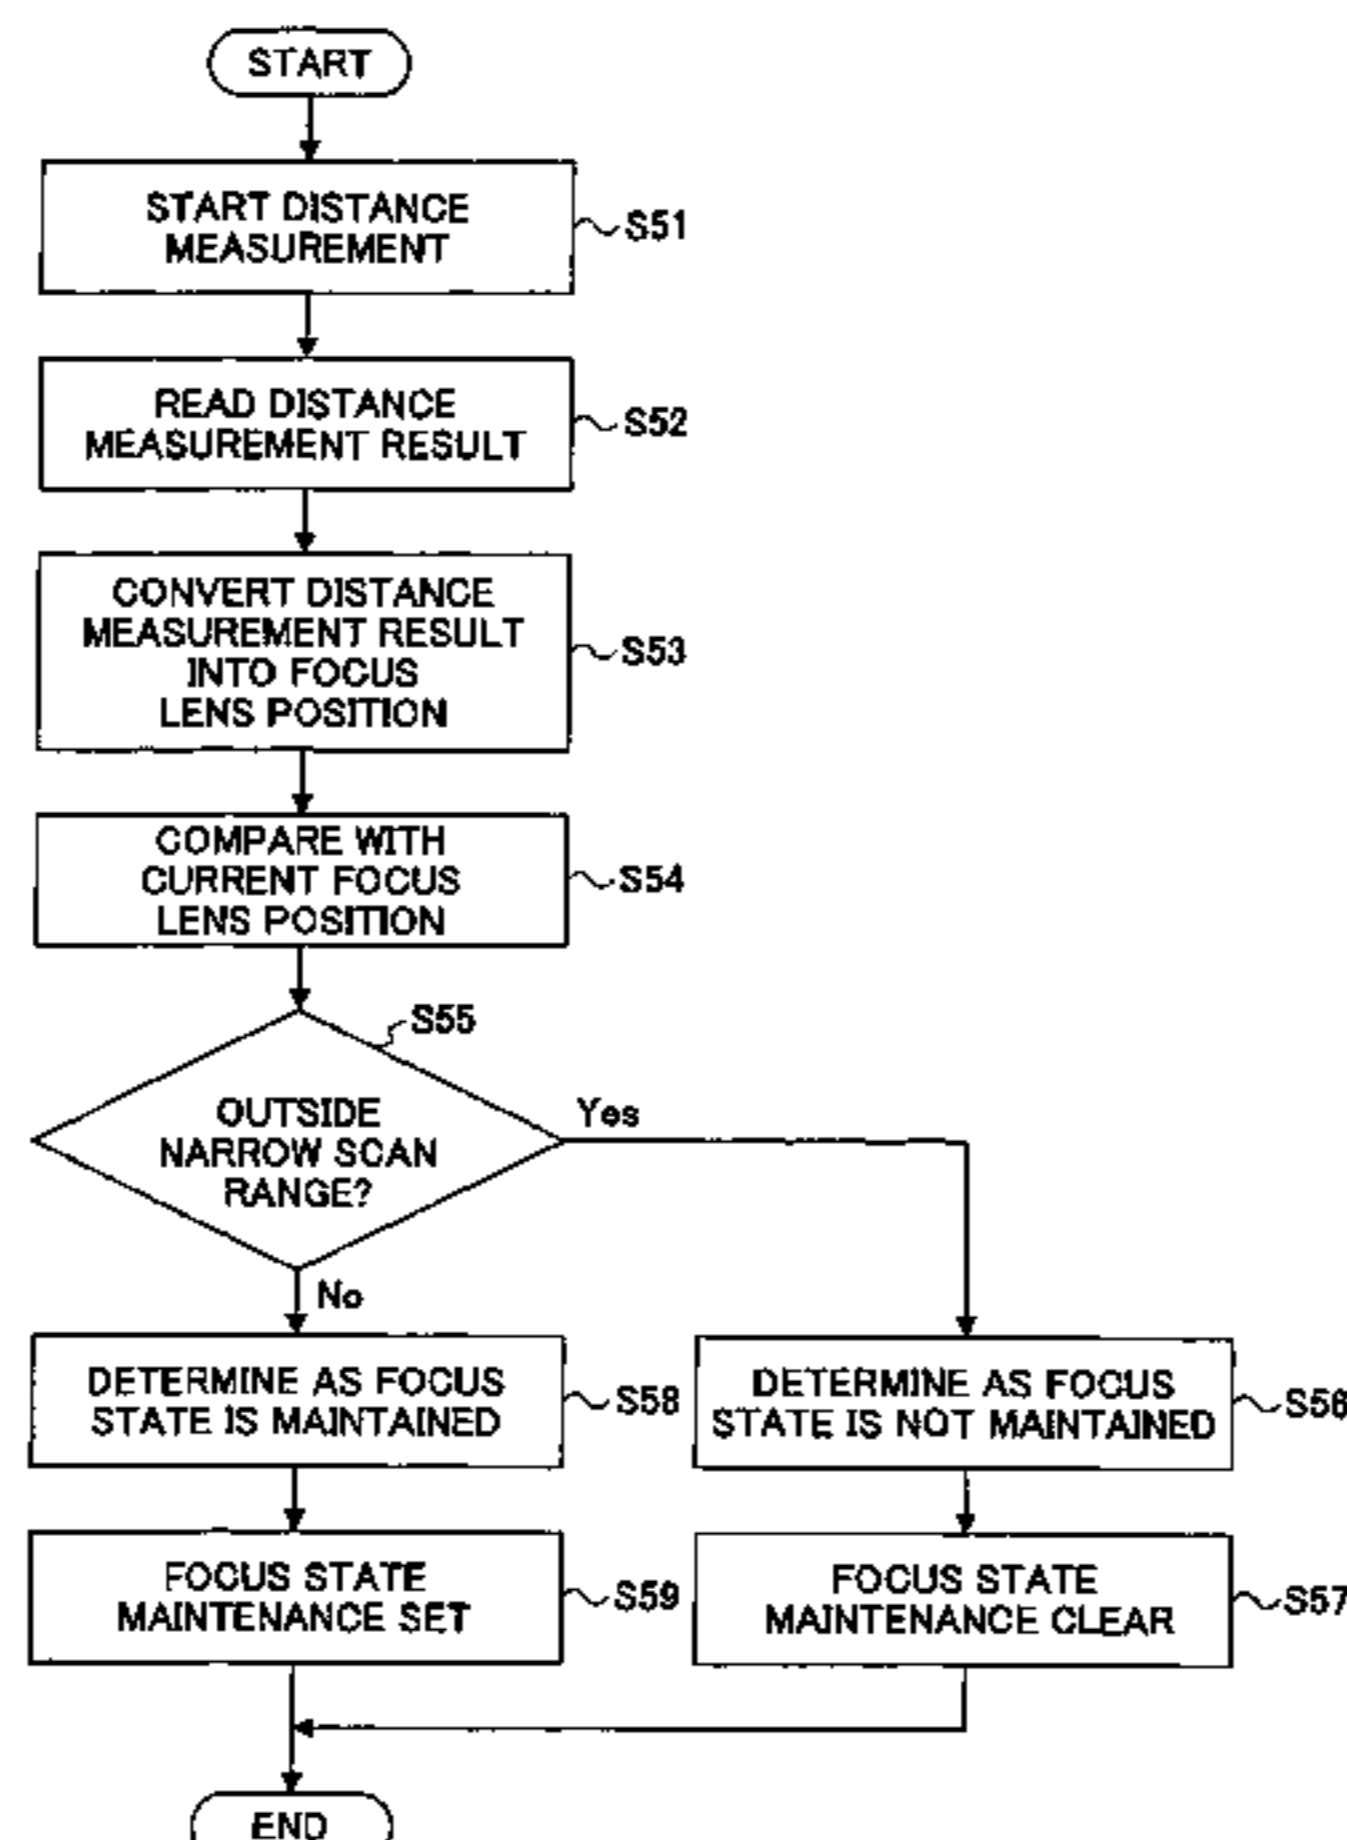 START
START DISTANCE
MEASUREMENT
S51
READ DISTANCE
MEASUREMENT RESULT
S52
CONVERT DISTANCE
MEASUREMENT RESULT
INTO FOCUS
LENS POSITION
S53
COMPARE WITH
CURRENT FOCUS
LENS POSITION
S54
S55
OUTSIDE
NARROW SCAN
RANGE?
Yes
No
DETERMINE AS FOCUS
STATE IS MAINTAINED
S58
DETERMINE AS FOCUS
STATE IS NOT MAINTAINED
S56
FOCUS STATE
MAINTENANCE SET
S59
FOCUS STATE
MAINTENANCE CLEAR
S57
END